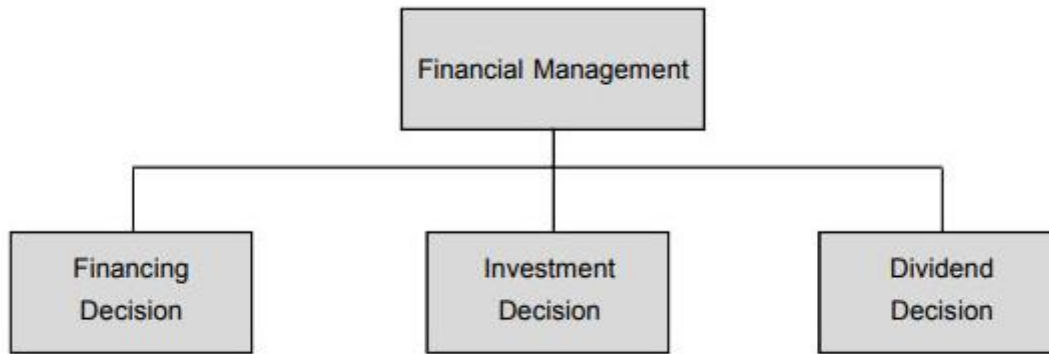 Financial Management
Financing
Decision
Investment
Decision
Dividend
Decision